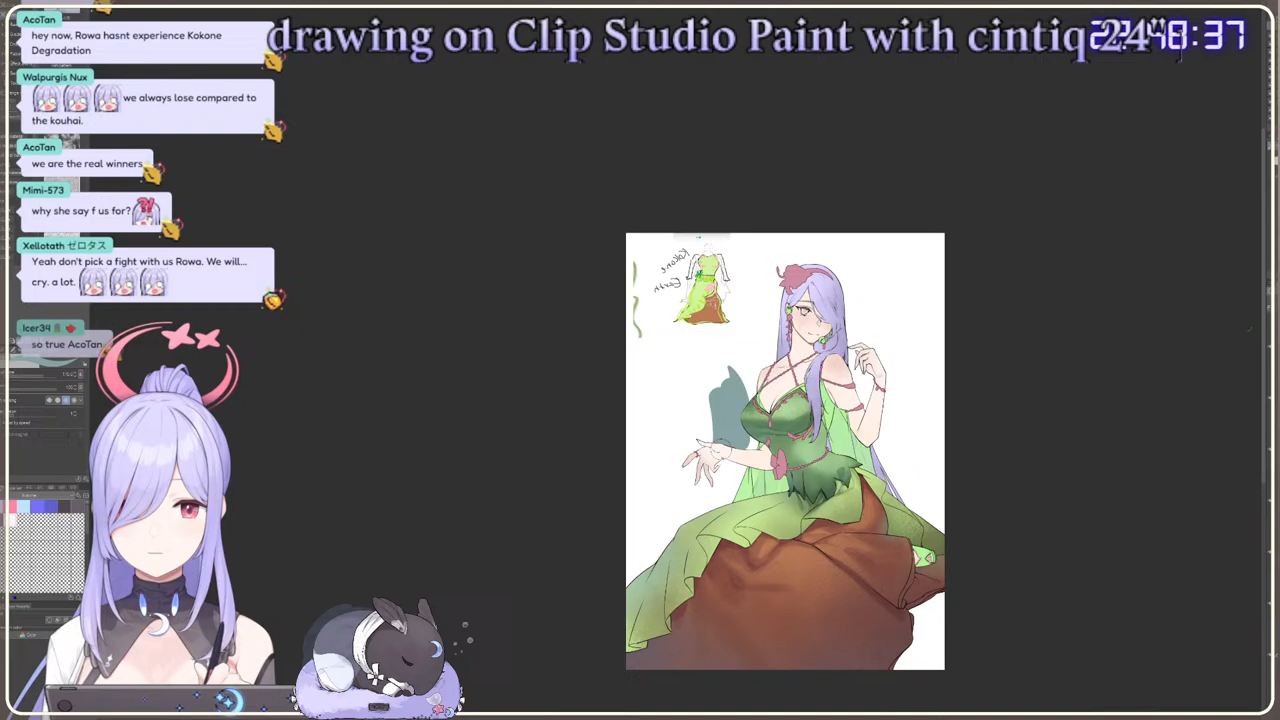 drawing on Clip Studio Paint with cintiq 24"
AcoTan
hey now, Rowa hasnt experience Kokone
Degradation
Walpurgis Nux
we always lose compared to
the kouhai.
AcoTan
we are the real winners
Mimi-573
why she say f us for?
Xellotath ゼロタス
Yeah don't pick a fight with us Rowa. We will...
cry. a lot.
Icer34
so true AcoTan